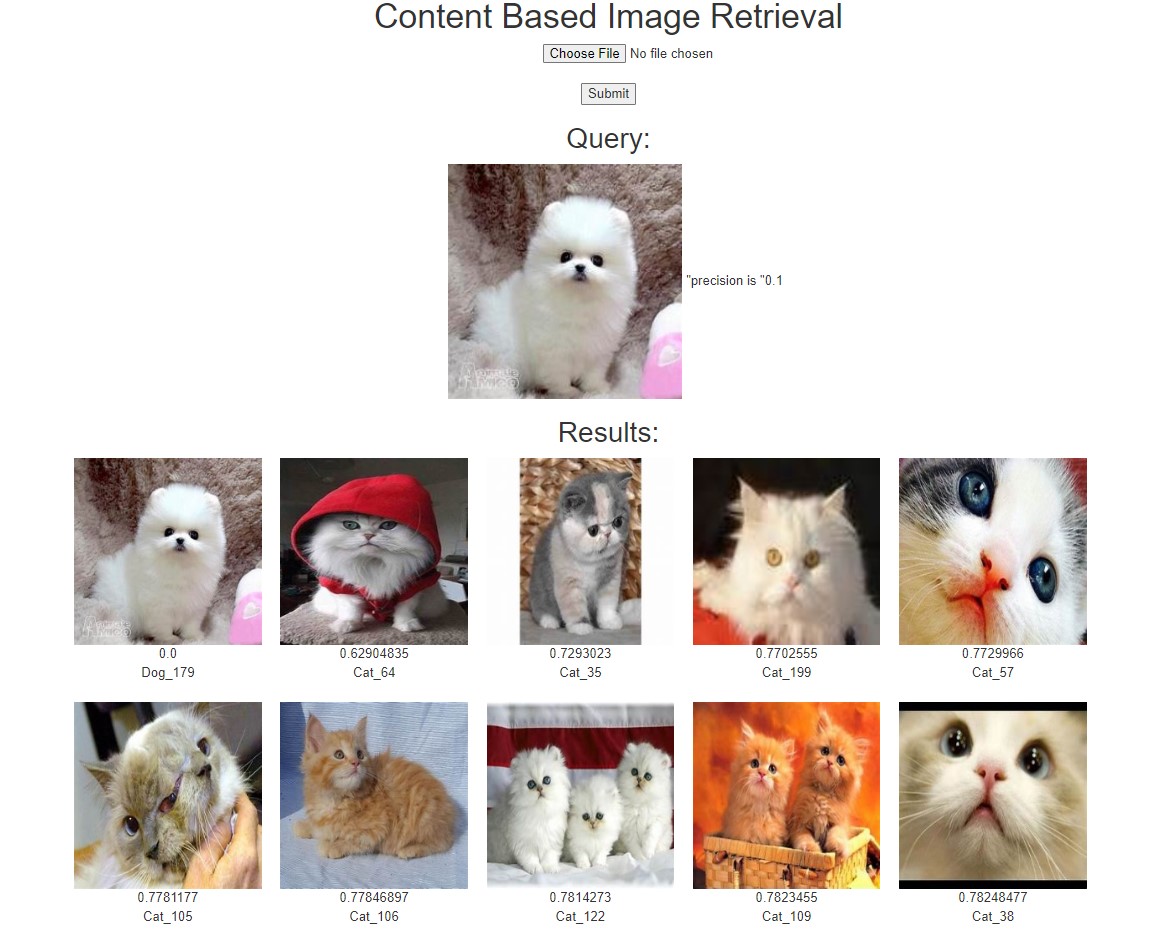 Content Based Image Retrieval
Choose File No file chosen
Submit
Query:
"precision is "0.1
Results:
0.0 0.62904835 0.7293023 0.7702555 0.7729966
Dog_179 Cat_64 Cat_35 Cat_199 Cat_57
0.7781177 0.77846897 0.7814273 0.7823455 0.78248477
Cat_105 Cat_106 Cat_122 Cat_109 Cat_38